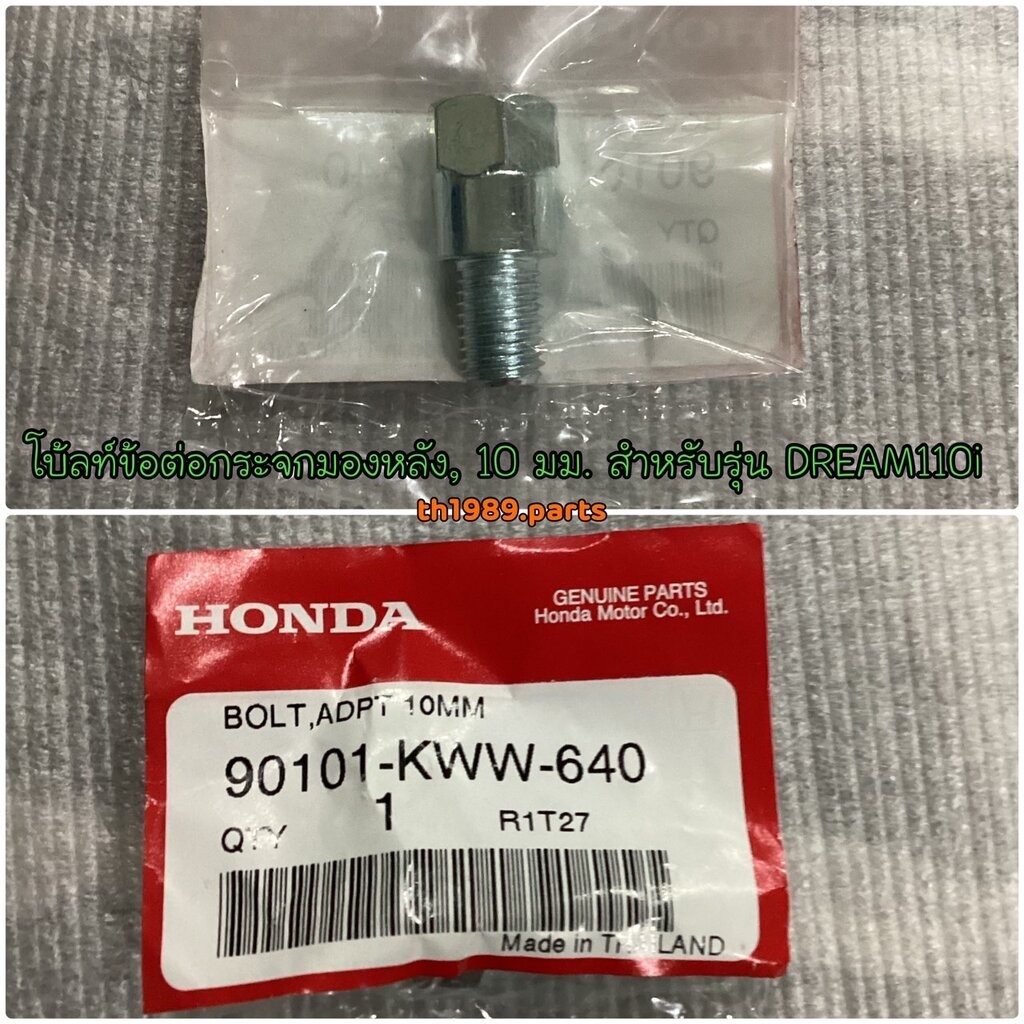 โบ้ลท์ข้อต่อกระจกมองหลัง, 10 มม. สำหรับรุ่น DREAM110i
th1989.parts
HONDA
GENUINE PARTS
Honda Motor Co., Ltd.
BOLT,ADPT 10MM
90101-KWW-640
QTY 1 R1T27
Made in THAILAND